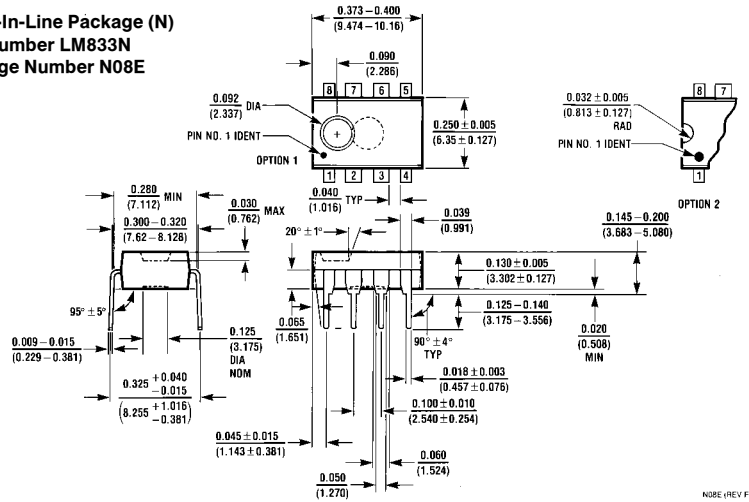 -In-Line Package (N)
umber LM833N
ge Number N08E
0.373–0.400
(9.474–10.16)
0.090
(2.286)
8 7 6 5
0.092
(2.337) DIA
PIN NO. 1 IDENT
OPTION 1
0.250 ± 0.005
(6.35 ± 0.127)
1 2 3 4
0.032 ± 0.005
(0.813 ± 0.127)
RAD
PIN NO. 1 IDENT
8 7
1
OPTION 2
0.280
(7.112) MIN
0.300–0.320
(7.62–8.128)
0.030
(0.762) MAX
0.040
(1.016) TYP
0.039
(0.991)
0.145–0.200
(3.683–5.080)
20° ±1°
0.130 ± 0.005
(3.302 ± 0.127)
95° ±5°
0.065
(1.651)
0.125–0.140
(3.175–3.556)
0.020
(0.508)
MIN
90° ±4°
TYP
0.009–0.015
(0.229–0.381)
0.125
(3.175)
DIA
NOM
0.325 +0.040
−0.015
(8.255 +1.016
−0.381)
0.018 ± 0.003
(0.457 ± 0.076)
0.100 ± 0.010
(2.540 ± 0.254)
0.045 ± 0.015
(1.143 ± 0.381)
0.060
(1.524)
0.050
(1.270)
N08E (REV F